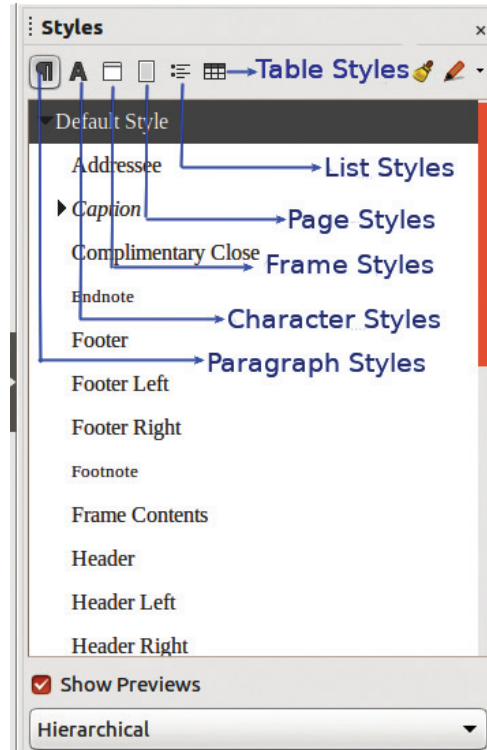 Styles
Table Styles
Default Style
Addressee
List Styles
Caption
Page Styles
Complimentary Close
Frame Styles
Endnote
Character Styles
Footer
Paragraph Styles
Footer Left
Footer Right
Footnote
Frame Contents
Header
Header Left
Header Right
Show Previews
Hierarchical